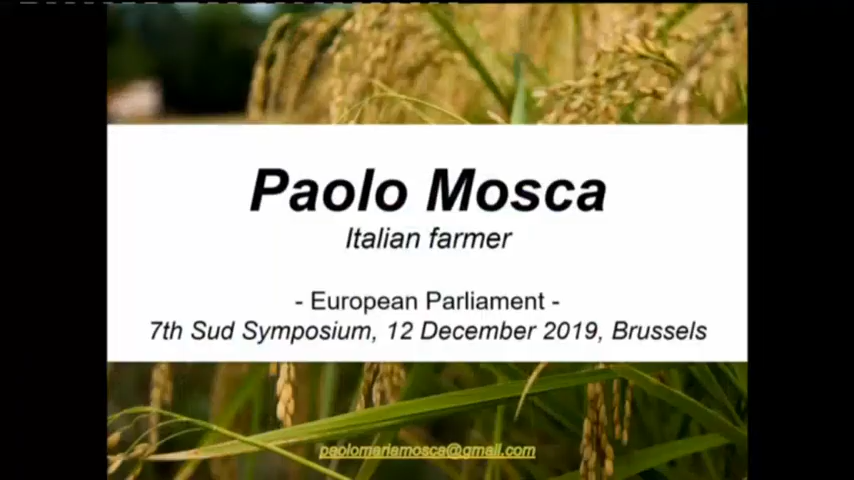 Paolo Mosca
Italian farmer
- European Parliament -
7th Sud Symposium, 12 December 2019, Brussels
paolomariamosca@gmail.com